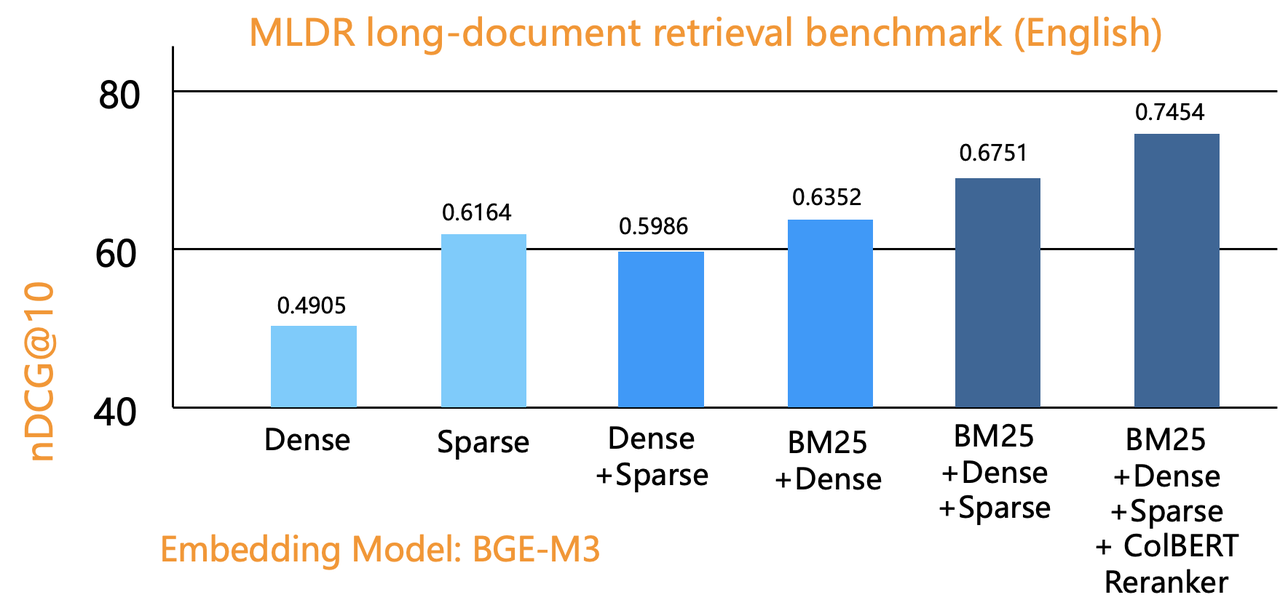 MLDR long-document retrieval benchmark (English)
80
60
40
nDCG@10
0.4905
0.6164
0.5986
0.6352
0.6751
0.7454
Dense
Sparse
Dense
+Sparse
BM25
+Dense
BM25
+Dense
+Sparse
BM25
+Dense
+Sparse
+ ColBERT
Reranker
Embedding Model: BGE-M3